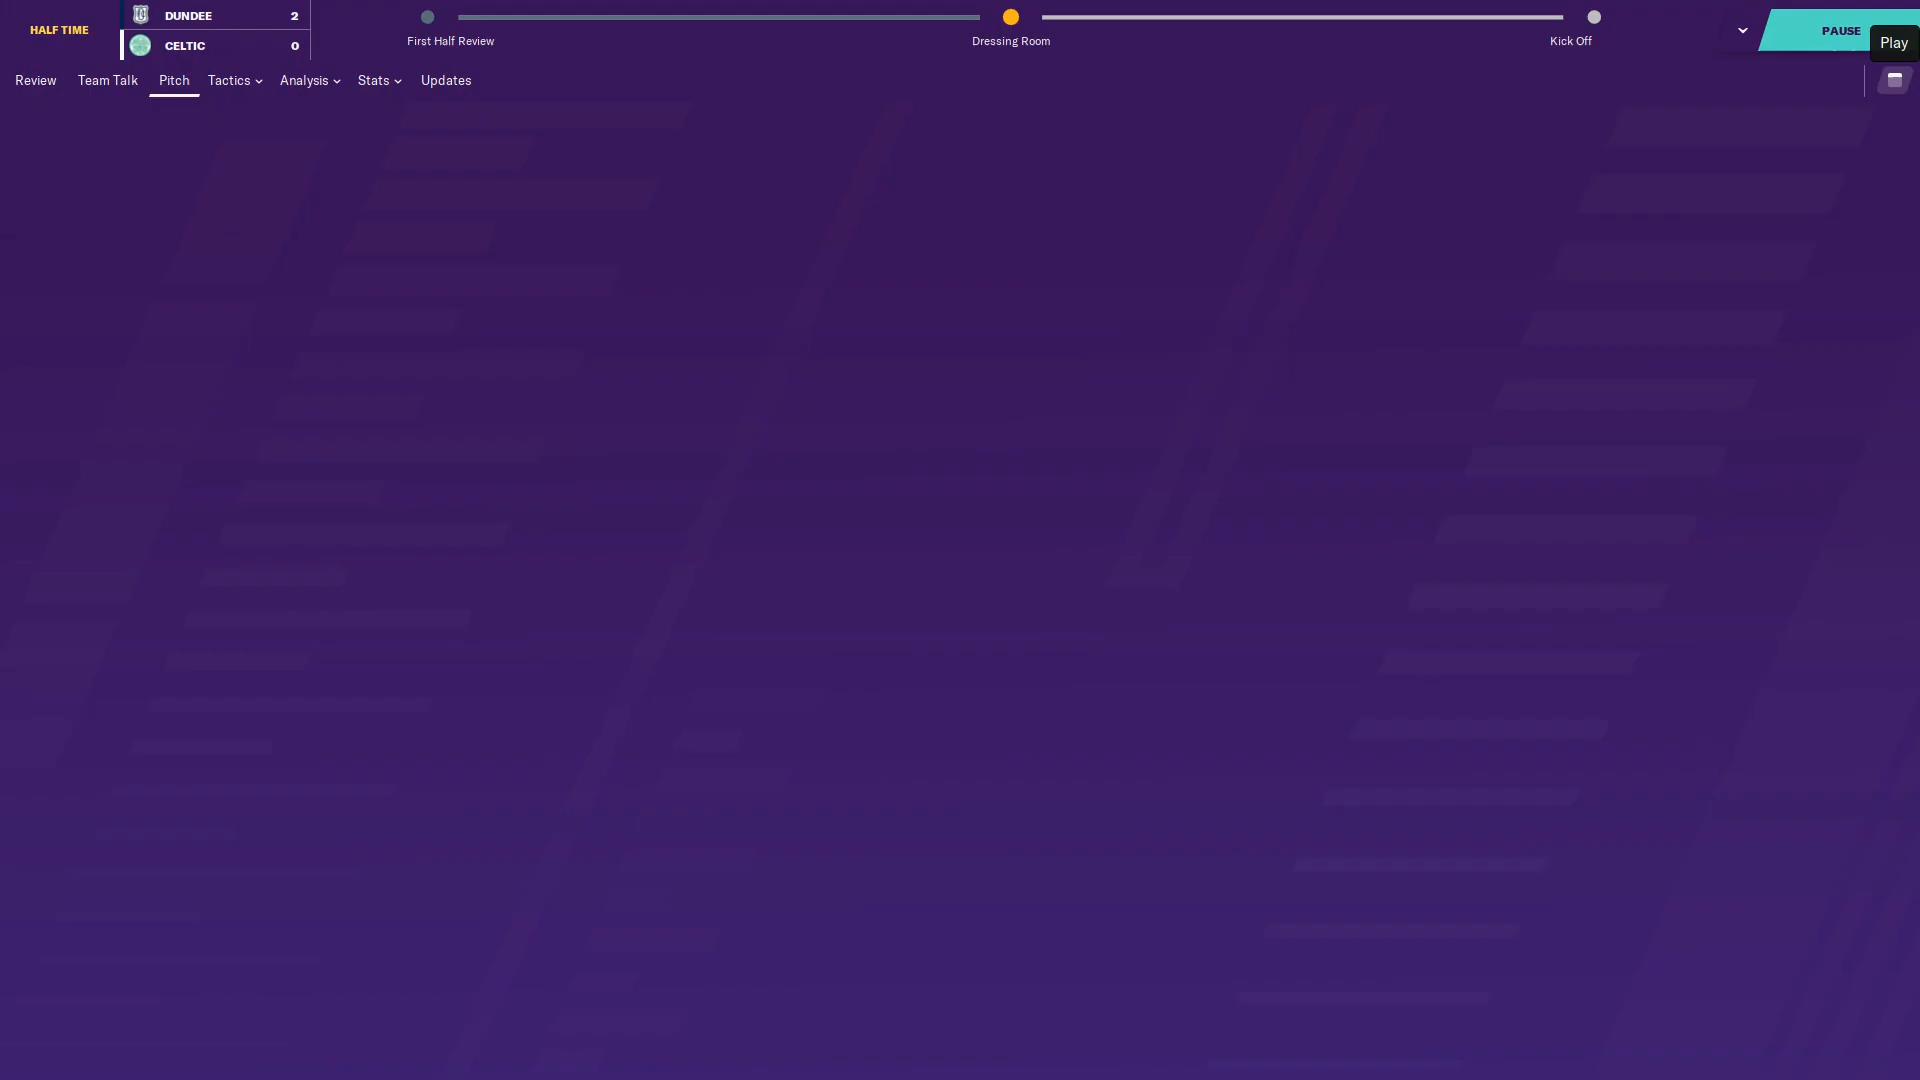 HALF TIME
DUNDEE 2
CELTIC 0
First Half Review
Dressing Room
Kick Off
PAUSE
Play
Review Team Talk Pitch Tactics Analysis Stats Updates